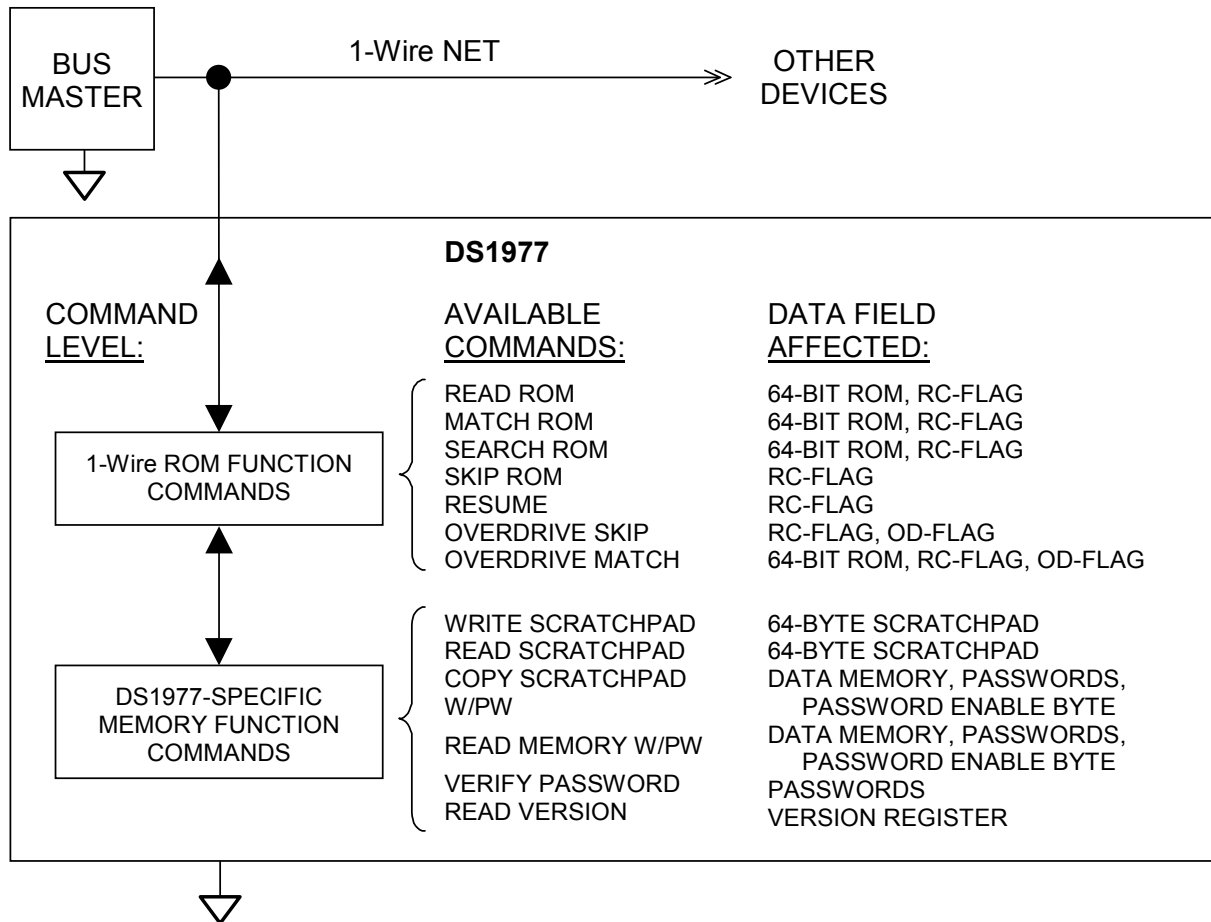 BUS
MASTER
1-Wire NET
OTHER
DEVICES
DS1977
COMMAND
LEVEL:
AVAILABLE
COMMANDS:
DATA FIELD
AFFECTED:
1-Wire ROM FUNCTION
COMMANDS
READ ROM 64-BIT ROM, RC-FLAG
MATCH ROM 64-BIT ROM, RC-FLAG
SEARCH ROM 64-BIT ROM, RC-FLAG
SKIP ROM RC-FLAG
RESUME RC-FLAG
OVERDRIVE SKIP RC-FLAG, OD-FLAG
OVERDRIVE MATCH 64-BIT ROM, RC-FLAG, OD-FLAG
DS1977-SPECIFIC
MEMORY FUNCTION
COMMANDS
WRITE SCRATCHPAD 64-BYTE SCRATCHPAD
READ SCRATCHPAD 64-BYTE SCRATCHPAD
COPY SCRATCHPAD DATA MEMORY, PASSWORDS,
W/PW PASSWORD ENABLE BYTE
READ MEMORY W/PW DATA MEMORY, PASSWORDS,
PASSWORD ENABLE BYTE
VERIFY PASSWORD PASSWORDS
READ VERSION VERSION REGISTER